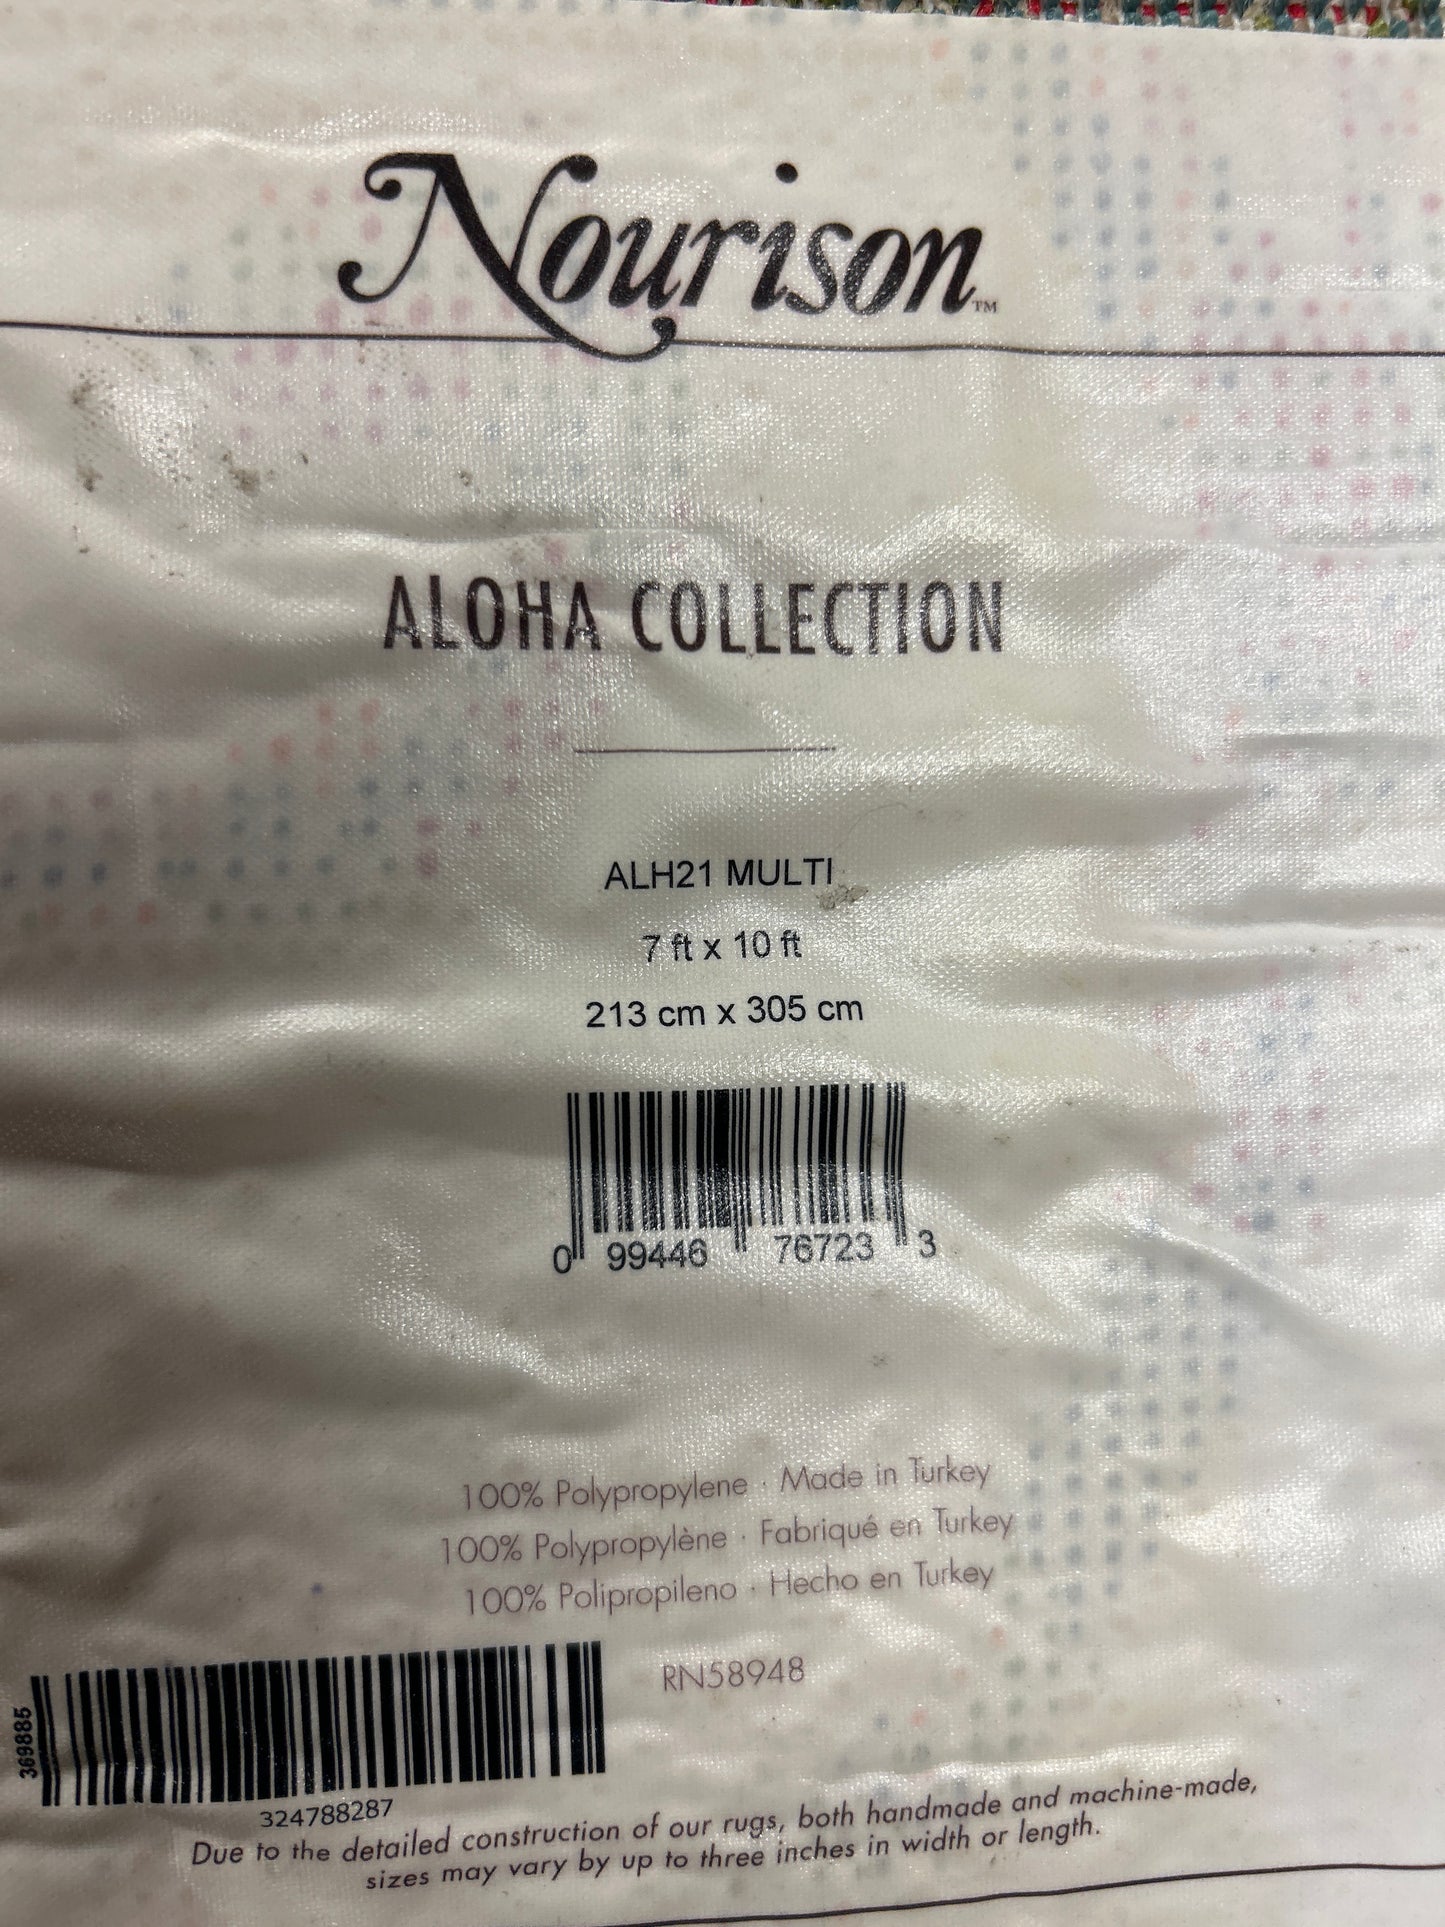 Nourison™
ALOHA COLLECTION
ALH21 MULTI
7 ft x 10 ft
213 cm x 305 cm
0 99446 76723 3
100% Polypropylene · Made in Turkey
100% Polypropylène · Fabriqué en Turkey
100% Polipropileno · Hecho en Turkey
RN58948
369885
324788287
Due to the detailed construction of our rugs, both handmade and machine-made,
sizes may vary by up to three inches in width or length.